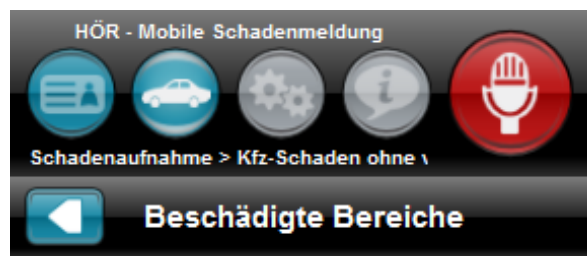 HÖR - Mobile Schadenmeldung
Schadenaufnahme > Kfz-Schaden ohne
Beschädigte Bereiche